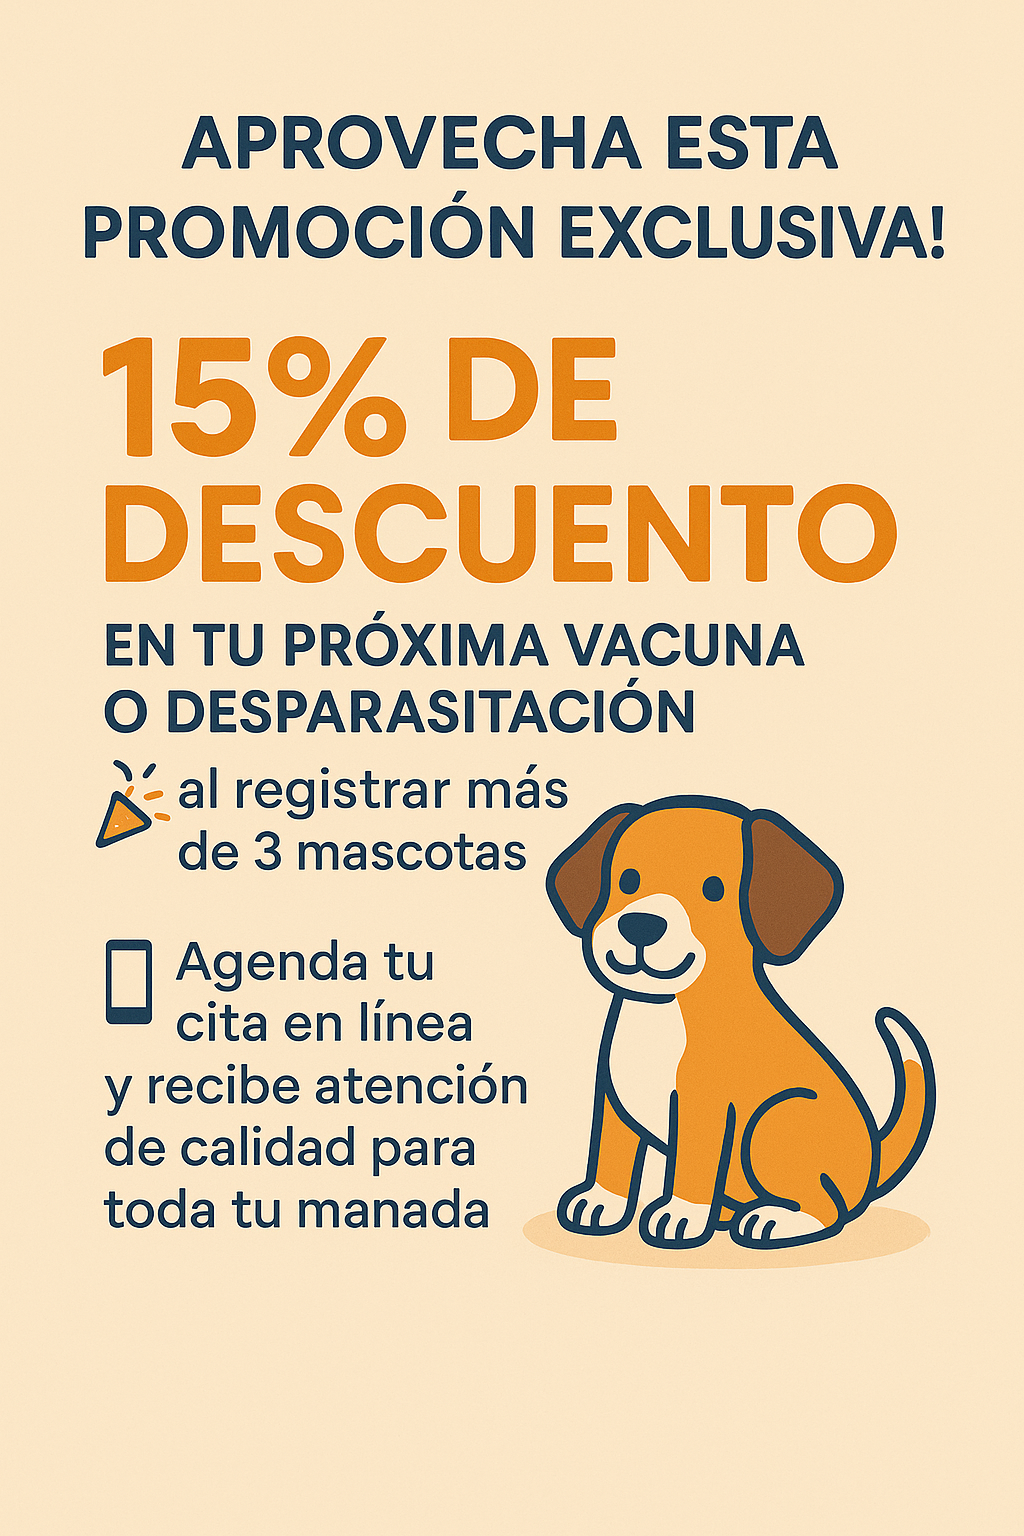 APROVECHA ESTA
PROMOCIÓN EXCLUSIVA!
15% DE
DESCUENTO
EN TU PRÓXIMA VACUNA
O DESPARASITACIÓN
al registrar más
de 3 mascotas
Agenda tu
cita en línea
y recibe atención
de calidad para
toda tu manada